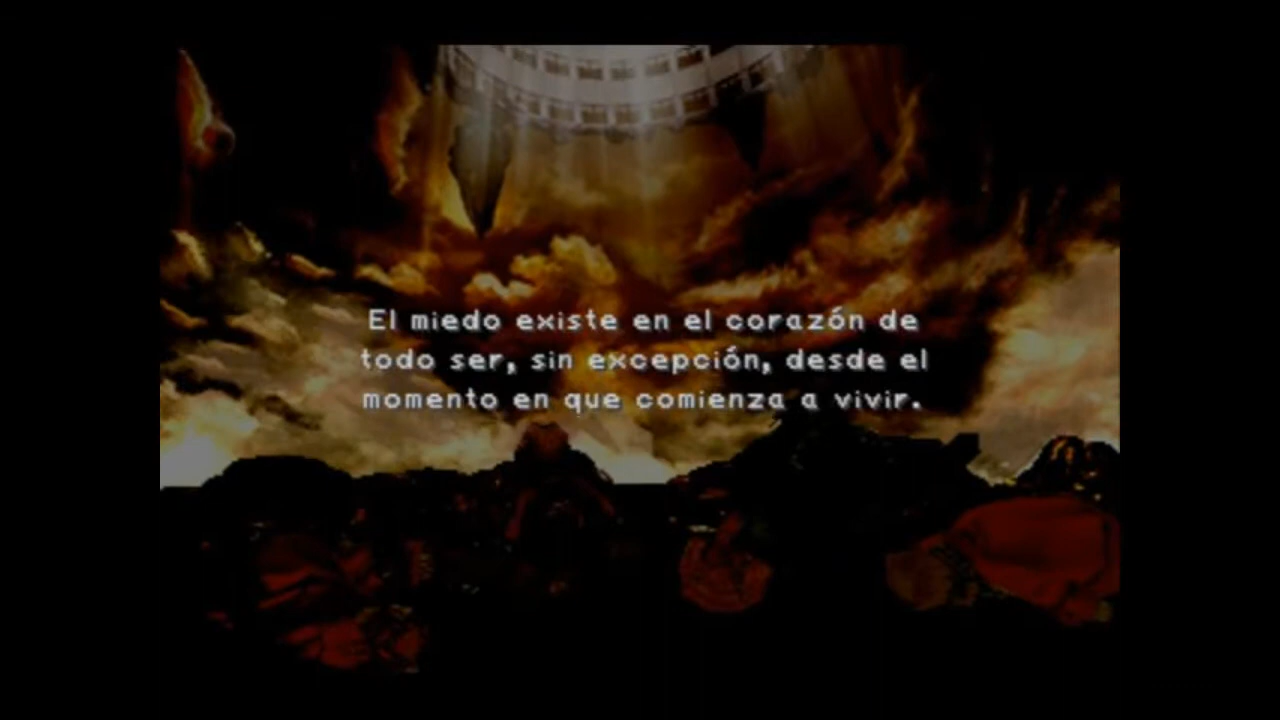 El miedo existe en el corazón de
todo ser, sin excepción, desde el
momento en que comienza a vivir.